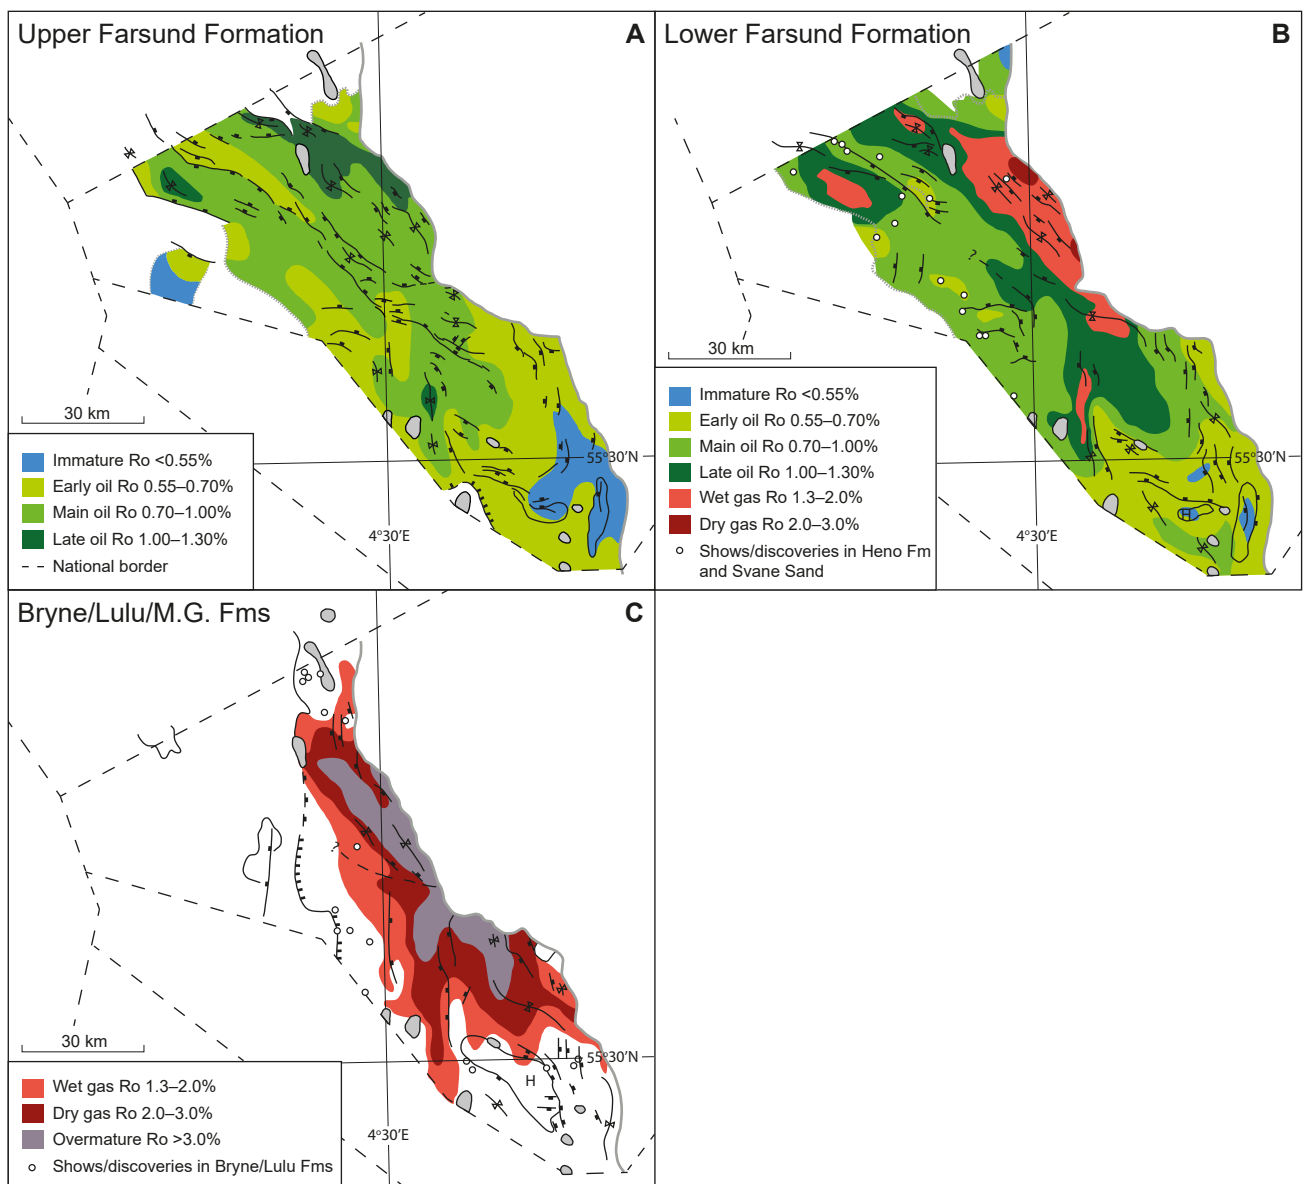 Upper Farsund Formation
A
30 km
Immature Ro <0.55%
Early oil Ro 0.55–0.70%
Main oil Ro 0.70–1.00%
Late oil Ro 1.00–1.30%
National border
55°30'N
4°30'E
Lower Farsund Formation
B
?
30 km
Immature Ro <0.55%
Early oil Ro 0.55–0.70%
Main oil Ro 0.70–1.00%
Late oil Ro 1.00–1.30%
Wet gas Ro 1.3–2.0%
Dry gas Ro 2.0–3.0%
Shows/discoveries in Heno Fm
and Svane Sand
55°30'N
H
4°30'E
Bryne/Lulu/M.G. Fms
C
?
30 km
55°30'N
H
Wet gas Ro 1.3–2.0%
Dry gas Ro 2.0–3.0%
Overmature Ro >3.0%
Shows/discoveries in Bryne/Lulu Fms
4°30'E